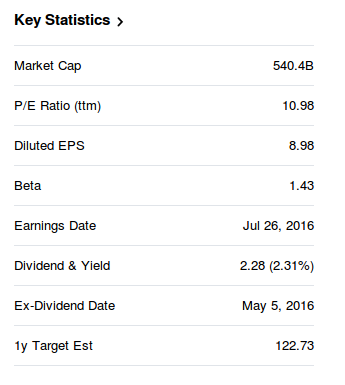 Key Statistics >
Market Cap 540.4B
P/E Ratio (ttm) 10.98
Diluted EPS 8.98
Beta 1.43
Earnings Date Jul 26, 2016
Dividend & Yield 2.28 (2.31%)
Ex-Dividend Date May 5, 2016
1y Target Est 122.73